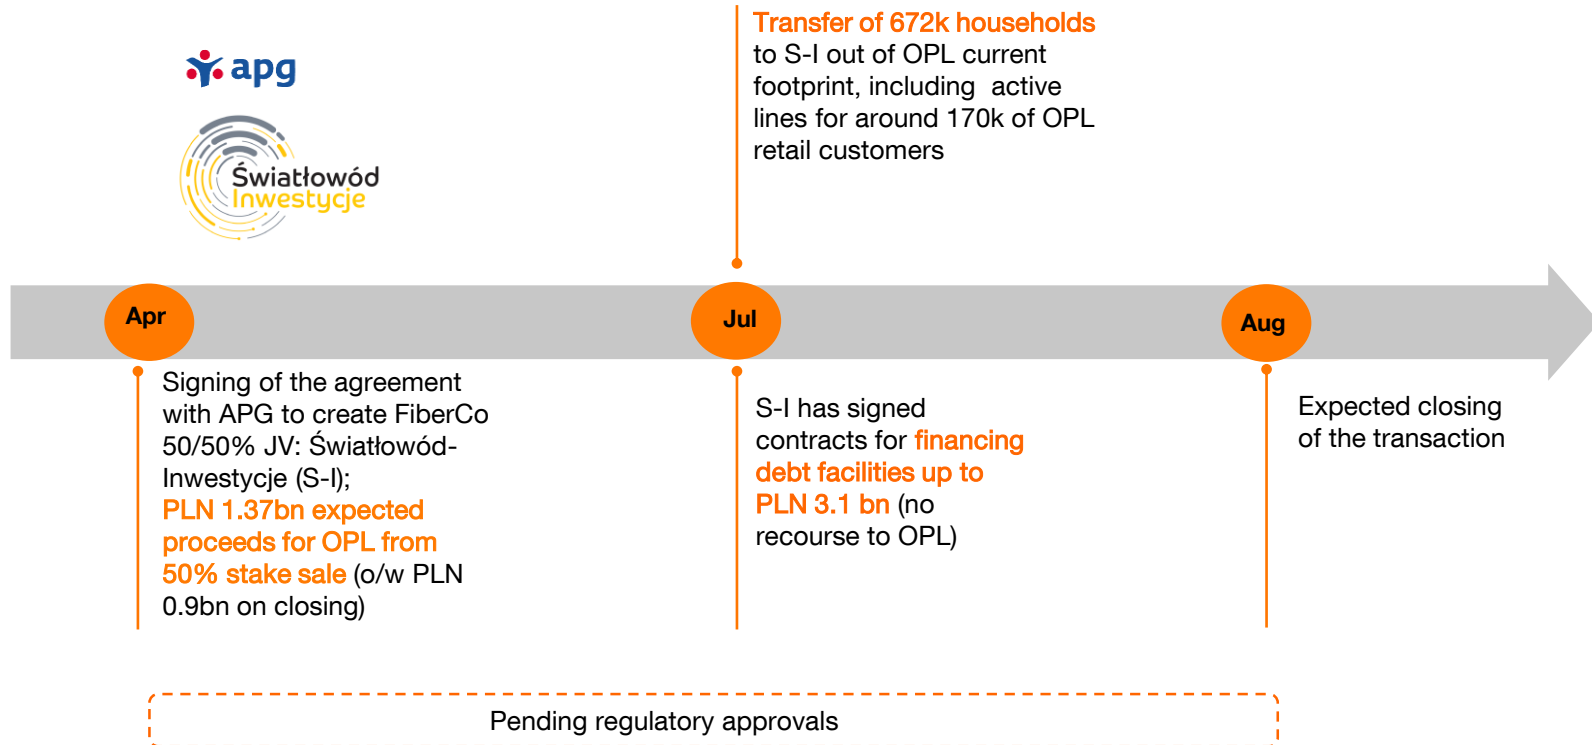 apg
Światłowód
Inwestycje
Transfer of 672k households
to S-I out of OPL current
footprint, including active
lines for around 170k of OPL
retail customers
Apr
Jul
Aug
Signing of the agreement
with APG to create FiberCo
50/50% JV: Światłowód-
Inwestycje (S-I);
PLN 1.37bn expected
proceeds for OPL from
50% stake sale (o/w PLN
0.9bn on closing)
S-I has signed
contracts for financing
debt facilities up to
PLN 3.1 bn (no
recourse to OPL)
Expected closing
of the transaction
Pending regulatory approvals